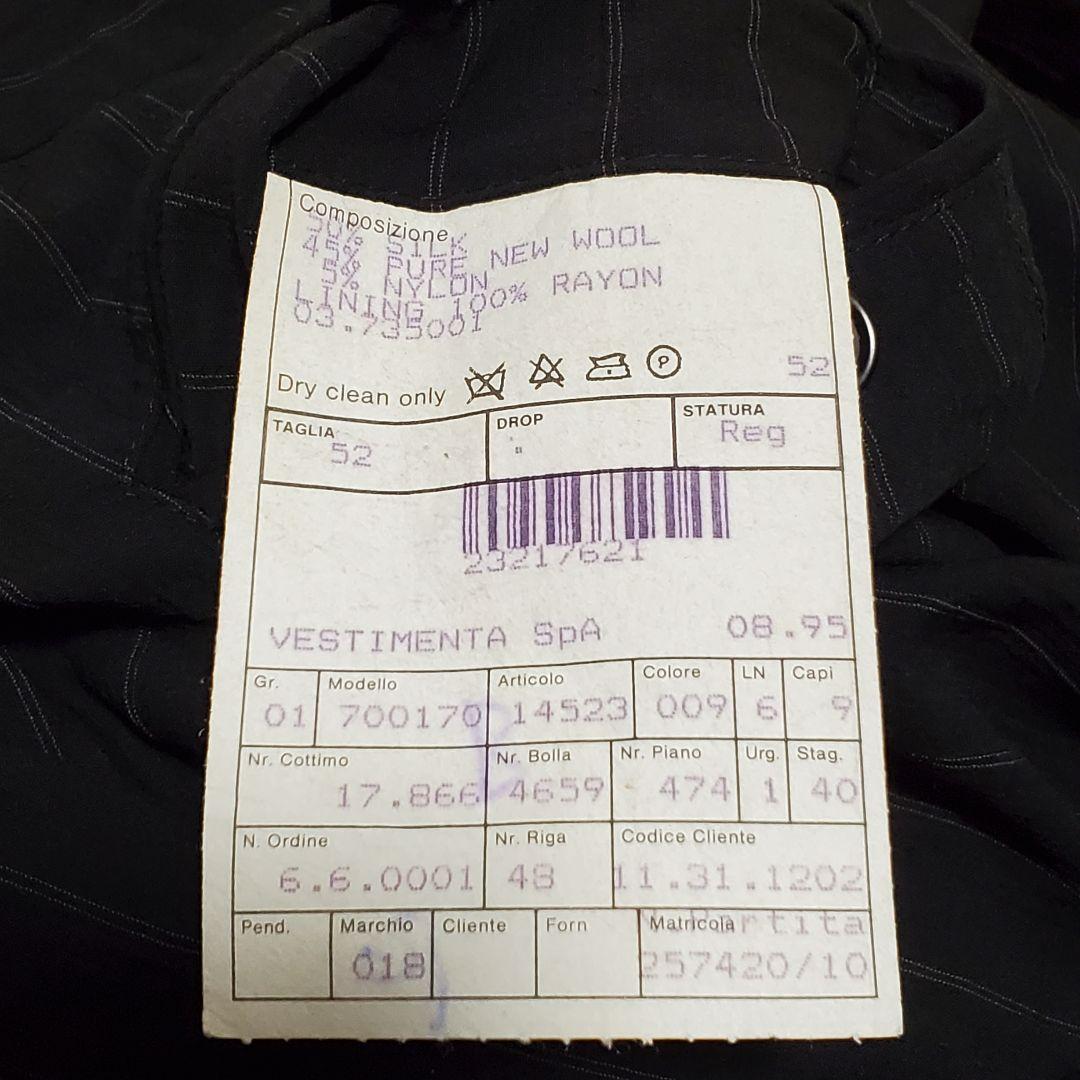 Composizione
50% SILK
45% PURE NEW WOOL
5% NYLON
LINING 100% RAYON
03.735001
Dry clean only P 52
TAGLIA DROP STATURA
52 " Reg
23217621
VESTIMENTA SpA 08.95
Gr. Modello Articolo Colore LN Capi
01 700170 14523 009 6 9
Nr. Cottimo Nr. Bolla Nr. Piano Urg. Stag.
17.866 4659 474 1 40
N. Ordine Nr. Riga Codice Cliente
6.6.0001 48 11.31.1202
Pend. Marchio Cliente Forn Matricola Partita
018 257420/10